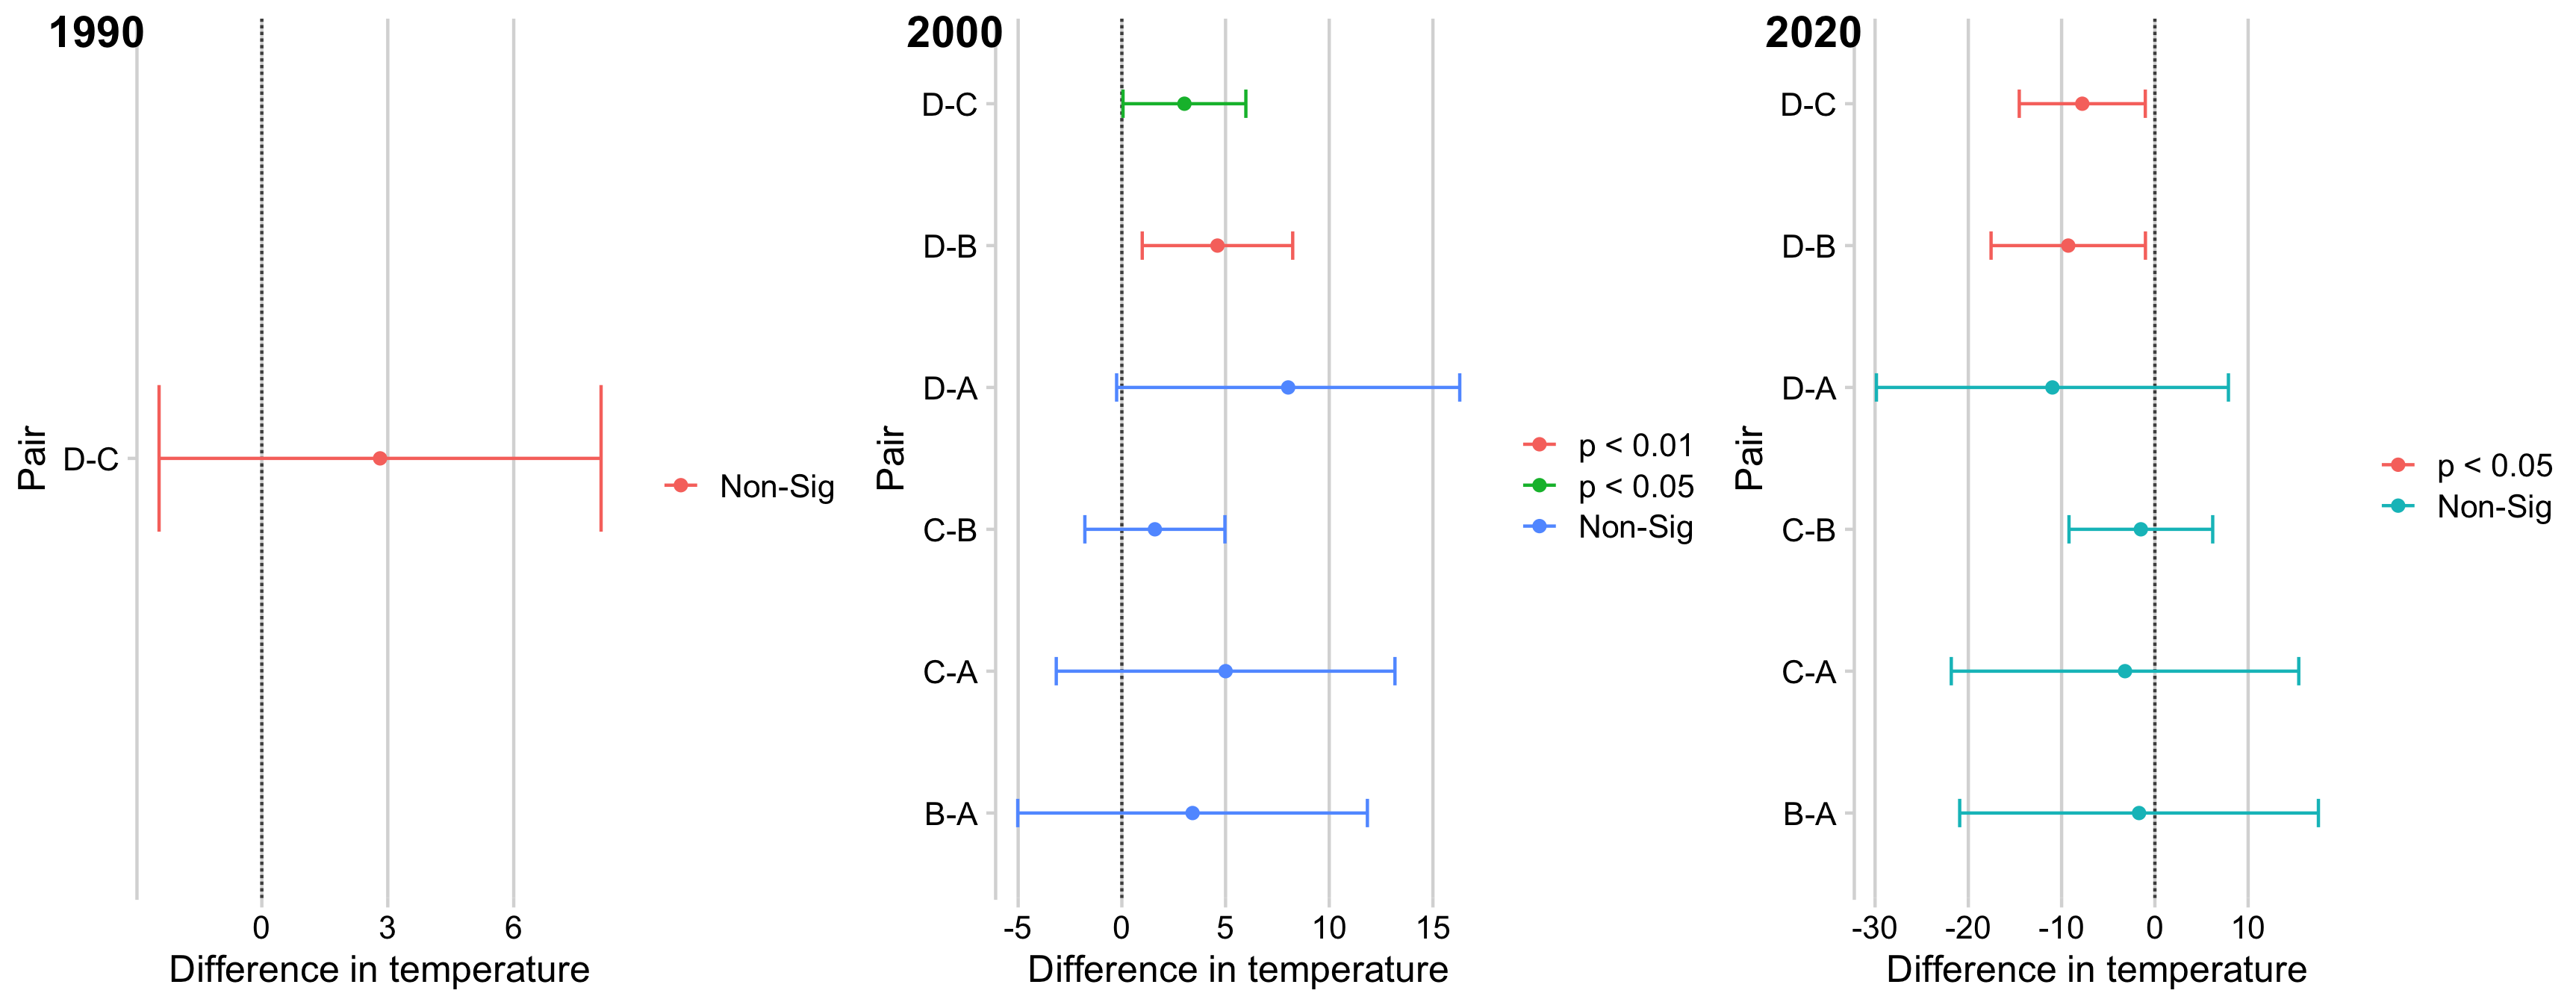 1990
Pair
D-C
0 3 6
Difference in temperature
Non-Sig
2000
Pair
D-C
D-B
D-A
C-B
C-A
B-A
-5 0 5 10 15
Difference in temperature
p < 0.01
p < 0.05
Non-Sig
2020
Pair
D-C
D-B
D-A
C-B
C-A
B-A
-30 -20 -10 0 10
Difference in temperature
p < 0.05
Non-Sig